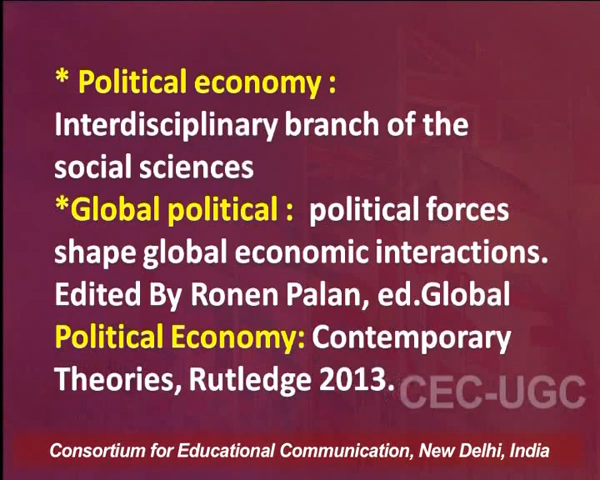 * Political economy :
Interdisciplinary branch of the
social sciences
*Global political :  political forces
shape global economic interactions.
Edited By Ronen Palan, ed.Global
Political Economy: Contemporary
Theories, Rutledge 2013.
CEC-UGC
Consortium for Educational Communication, New Delhi, India